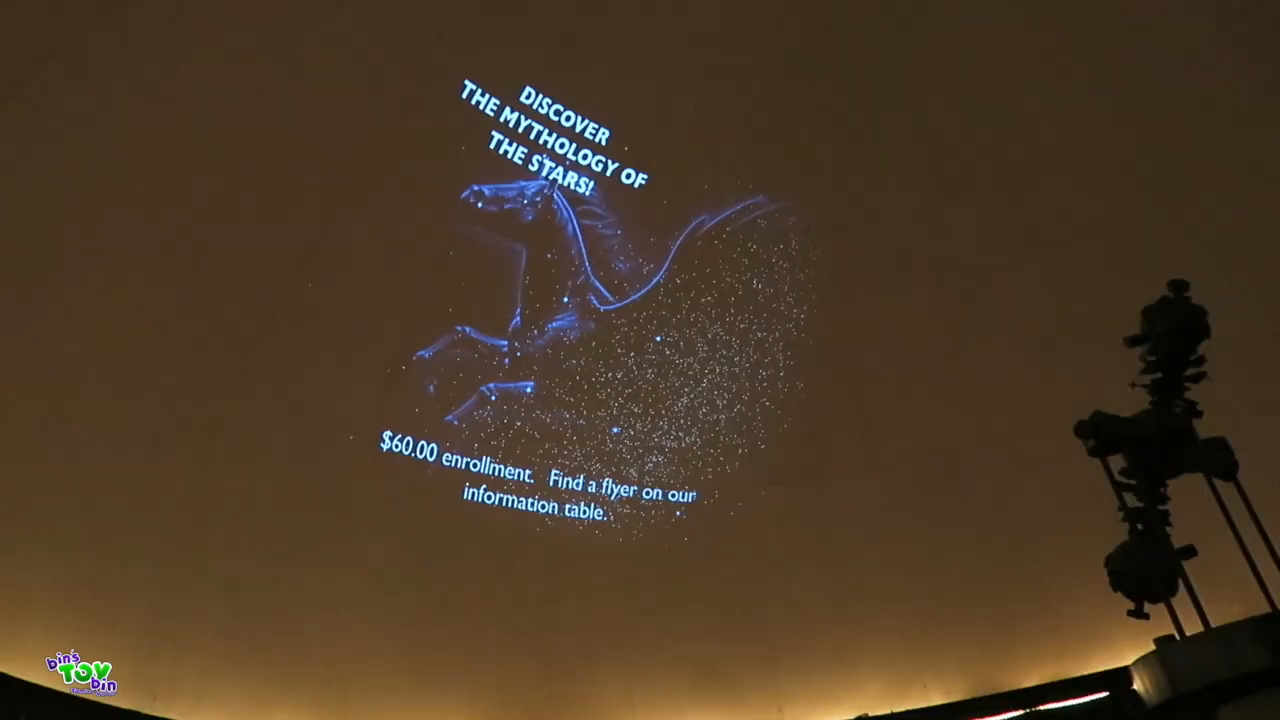 DISCOVER
THE MYTHOLOGY OF
THE STARS!
$60.00 enrollment. Find a flyer on our
information table.
bin's
TOY
bin